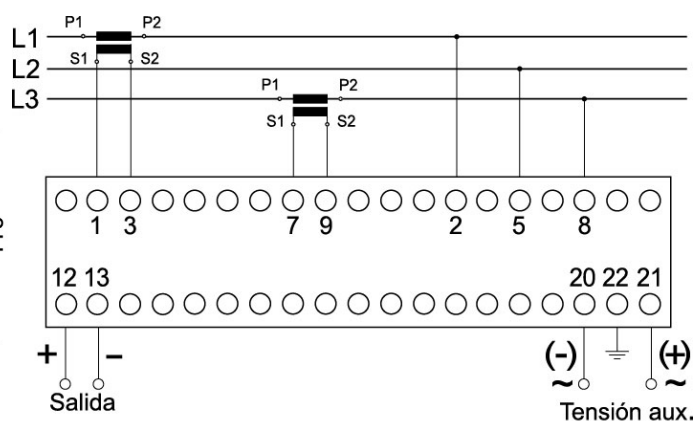 P1 P2
L1
S1 S2
L2
P1 P2
L3
S1 S2
1 3 7 9 2 5 8
12 13 20 22 21
+ − (-) (+)
~ ~
Salida
Tensión aux.